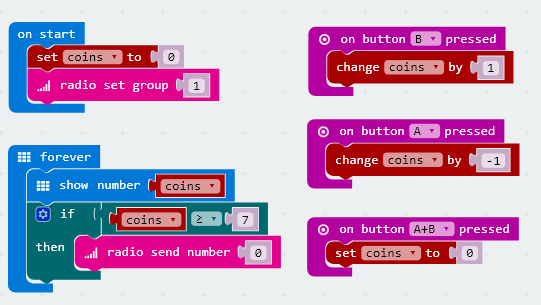 on start
set coins to 0
radio set group 1
forever
show number coins
if coins ≥ 7
then radio send number 0
on button B pressed
change coins by 1
on button A pressed
change coins by -1
on button A+B pressed
set coins to 0